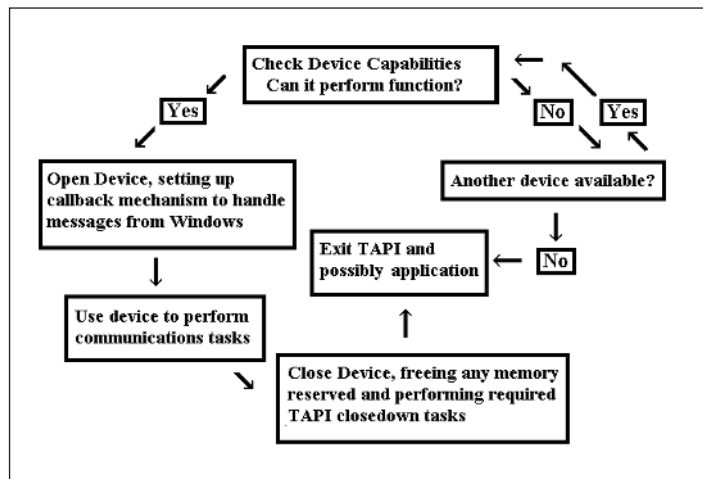 Check Device Capabilities
Can it perform function?
Yes
No
Yes
Open Device, setting up
callback mechanism to handle
messages from Windows
Another device available?
Exit TAPI and
possibly application
No
Use device to perform
communications tasks
Close Device, freeing any memory
reserved and performing required
TAPI closedown tasks